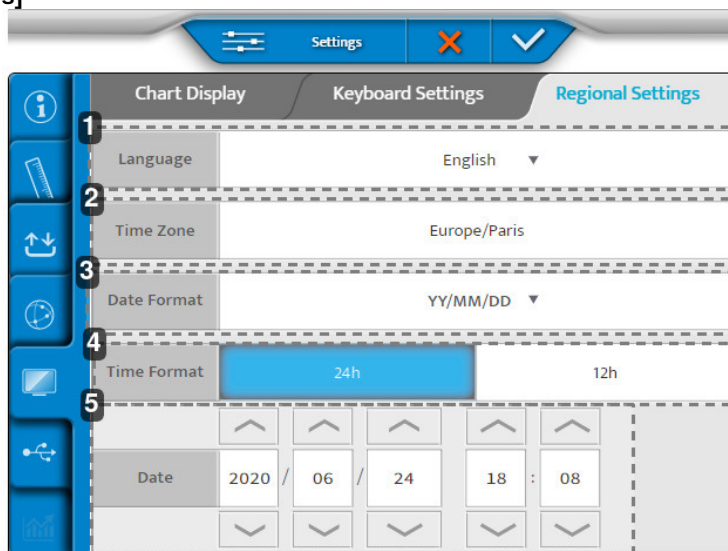 s]
Settings
Chart Display Keyboard Settings Regional Settings
1
Language English ▼
2
Time Zone Europe/Paris
3
Date Format YY/MM/DD ▼
4
Time Format 24h 12h
5
Date 2020 / 06 / 24 18 : 08